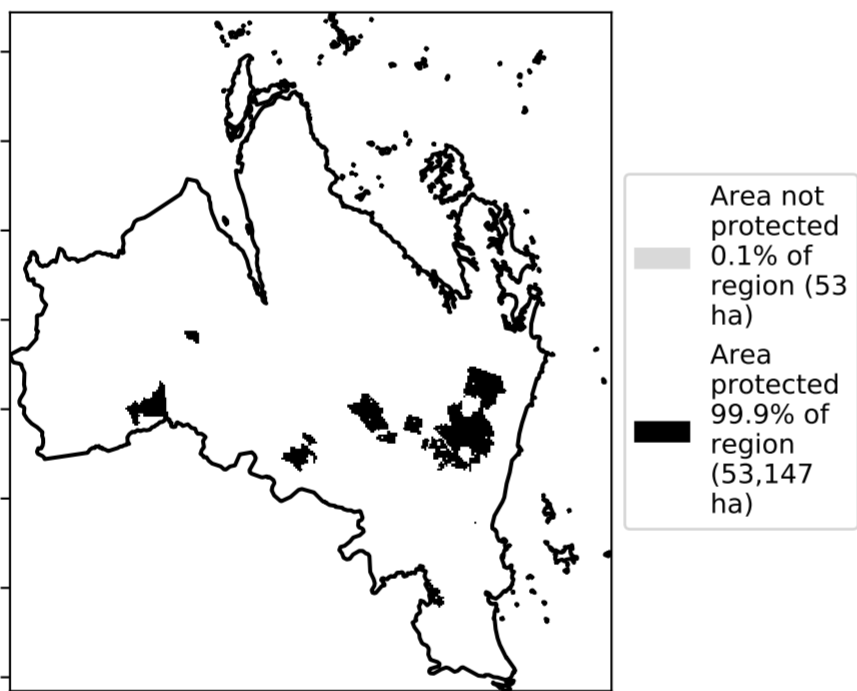 Area not
protected
0.1% of
region (53
ha)
Area
protected
99.9% of
region
(53,147
ha)